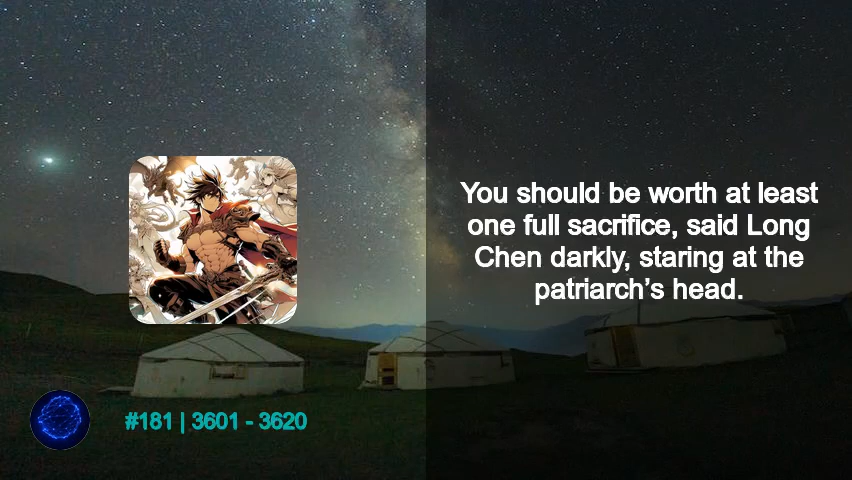 You should be worth at least
one full sacrifice, said Long
Chen darkly, staring at the
patriarch’s head.
#181 | 3601 - 3620